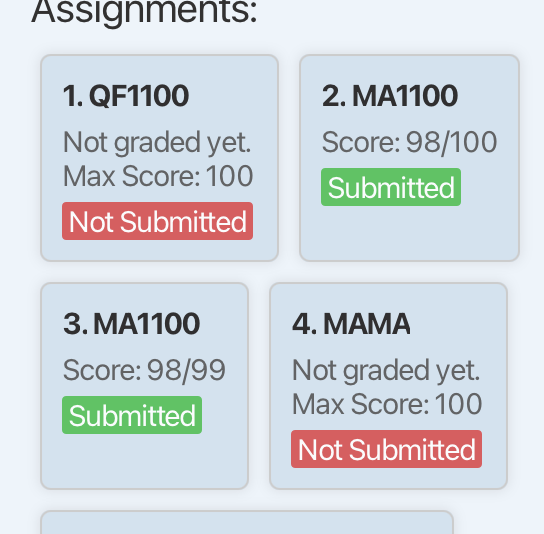 Assignments:
1. QF1100
Not graded yet.
Max Score: 100
Not Submitted
2. MA1100
Score: 98/100
Submitted
3. MA1100
Score: 98/99
Submitted
4. MAMA
Not graded yet.
Max Score: 100
Not Submitted